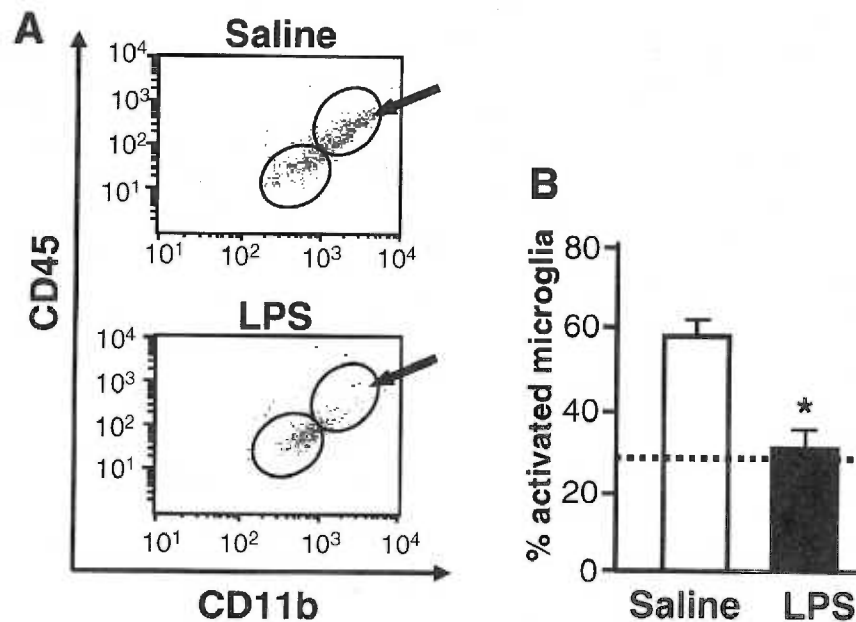 A
Saline
10⁴
10³
10²
10¹
10¹ 10² 10³ 10⁴
LPS
10⁴
10³
10²
10¹
10¹ 10² 10³ 10⁴
CD45
CD11b
B
% activated microglia
80
60
40
20
0
*
Saline LPS